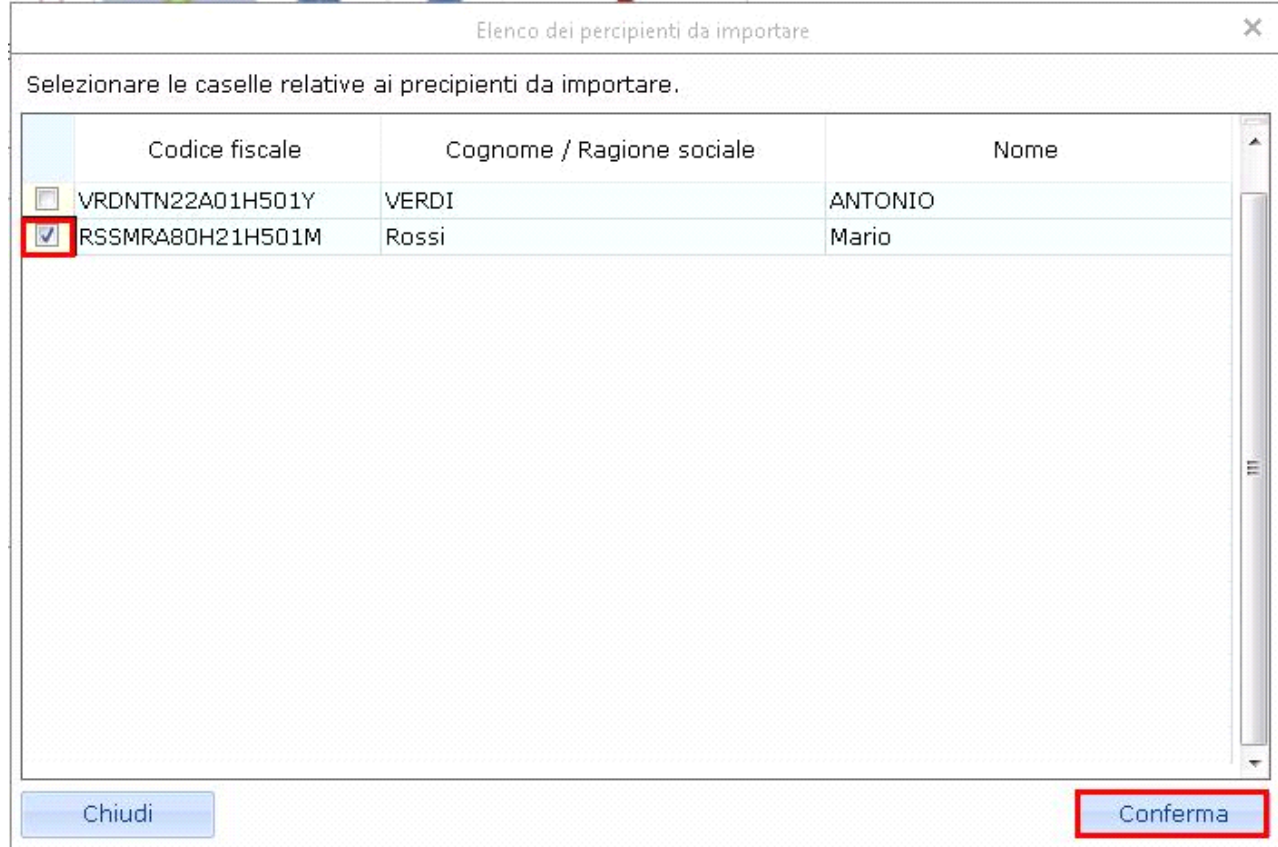 Elenco dei percipienti da importare
Selezionare le caselle relative ai precipienti da importare.
Codice fiscale Cognome / Ragione sociale Nome
VRDNTN22A01H501Y VERDI ANTONIO
RSSMRA80H21H501M Rossi Mario
Chiudi Conferma